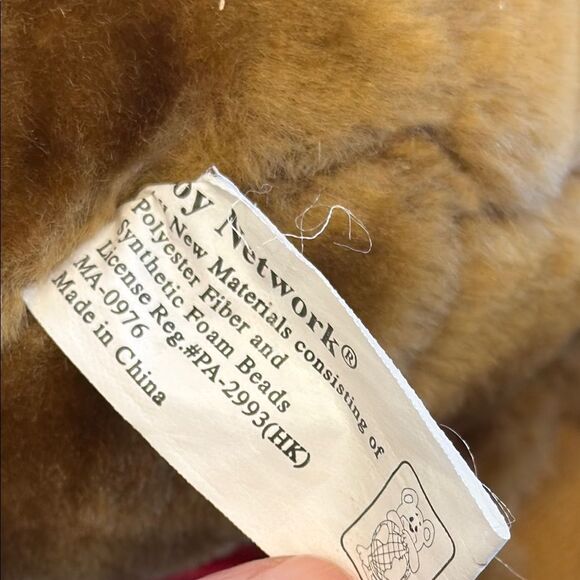 oy Network®
New Materials consisting of
Polyester Fiber and
Synthetic Foam Beads
License Reg.#PA-2993(HK)
MA-0976
Made in China